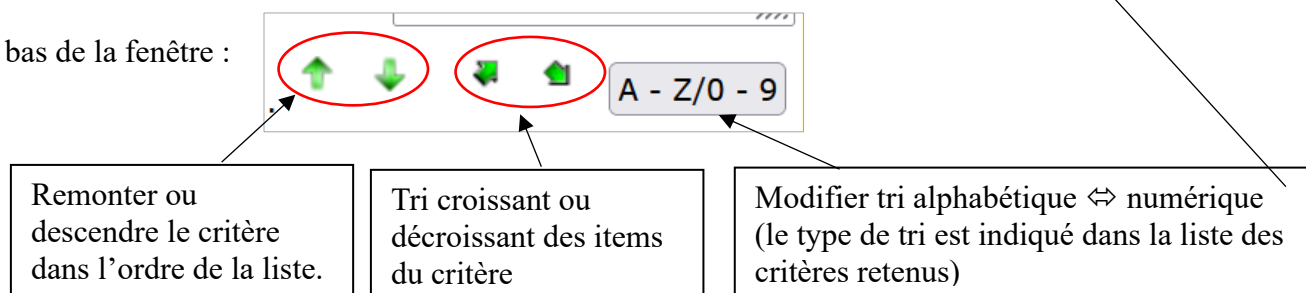 bas de la fenêtre :
.
A - Z/0 - 9
Remonter ou
descendre le critère
dans l’ordre de la liste.
Tri croissant ou
décroissant des items
du critère
Modifier tri alphabétique ⇔ numérique
(le type de tri est indiqué dans la liste des
critères retenus)